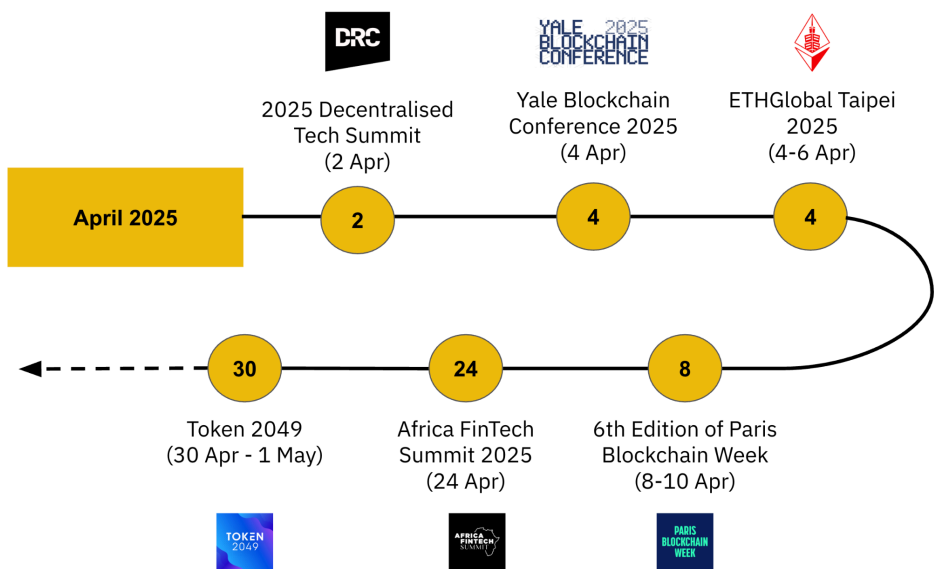 DRC
YALE 2025
BLOCKCHAIN
CONFERENCE
2025 Decentralised
Tech Summit
(2 Apr)
Yale Blockchain
Conference 2025
(4 Apr)
ETHGlobal Taipei
2025
(4-6 Apr)
April 2025
2
4
4
30
24
8
Token 2049
(30 Apr - 1 May)
Africa FinTech
Summit 2025
(24 Apr)
6th Edition of Paris
Blockchain Week
(8-10 Apr)
TOKEN
2049
AFRICA
FINTECH
SUMMIT
PARIS
BLOCKCHAIN
WEEK